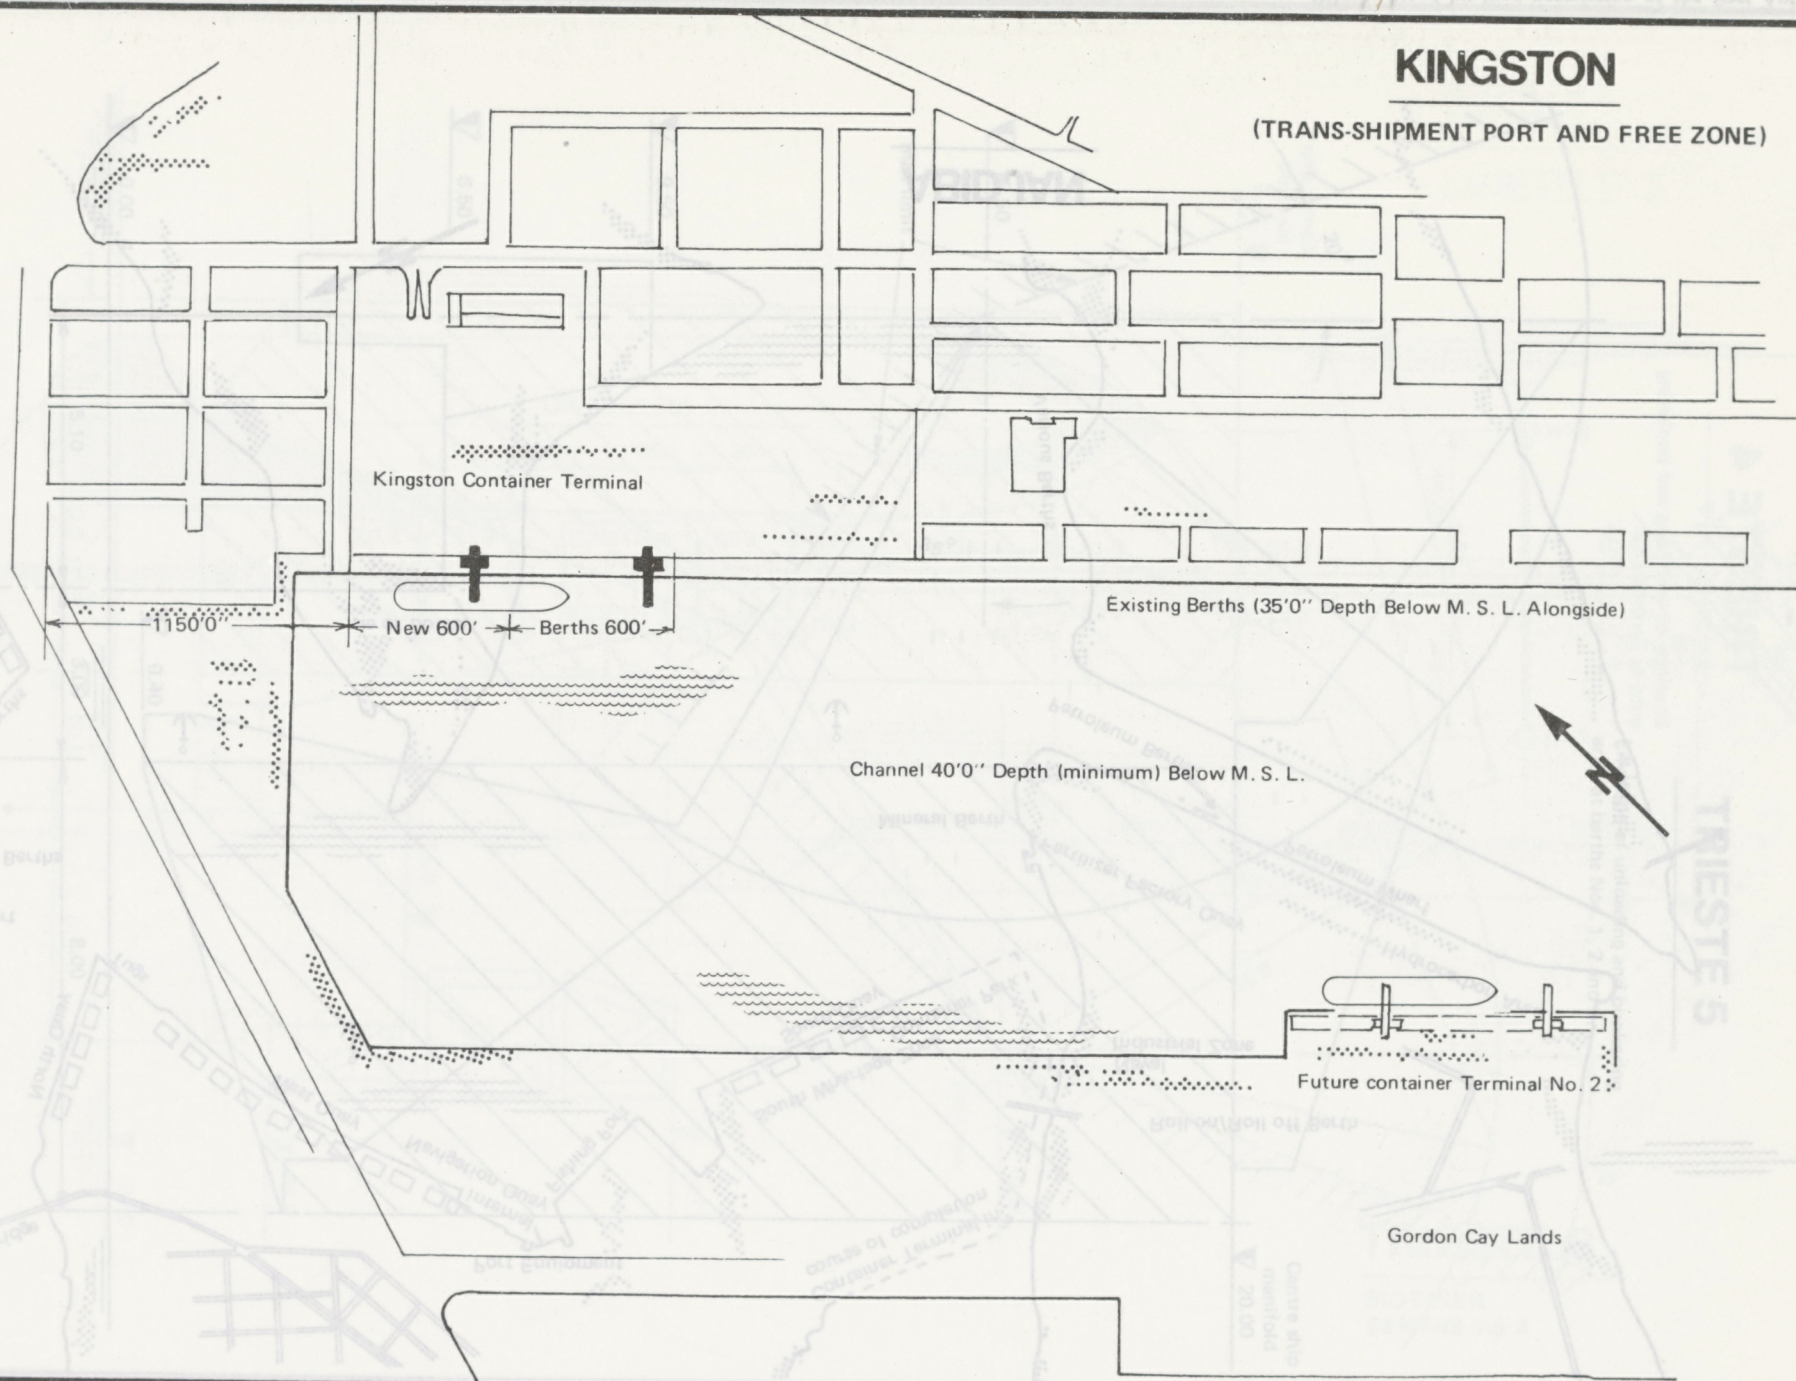 KINGSTON
(TRANS-SHIPMENT PORT AND FREE ZONE)
Kingston Container Terminal
1150'0''
New 600'
Berths 600'
Existing Berths (35'0'' Depth Below M. S. L. Alongside)
Channel 40'0'' Depth (minimum) Below M. S. L.
N
Future container Terminal No. 2
Gordon Cay Lands